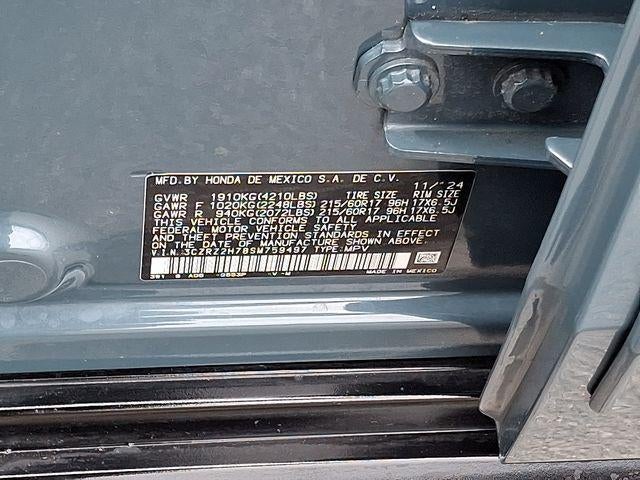 MFD.BY HONDA DE MEXICO S.A. DE C.V. 11/'24
GVWR 1910KG(4210LBS) TIRE SIZE RIM SIZE
GAWR F 1020KG(2248LBS) 215/60R17 96H 17X6.5J
GAWR R 940KG(2072LBS) 215/60R17 96H 17X6.5J
THIS VEHICLE CONFORMS TO ALL APPLICABLE
FEDERAL MOTOR VEHICLE SAFETY
AND THEFT PREVENTION STANDARDS IN EFFECT
ON THE DATE OF MANUFACTURE SHOWN ABOVE.
V.I.N. 3CZRZ2H78SM759497 TYPE: MPV
V-M MADE IN MEXICO